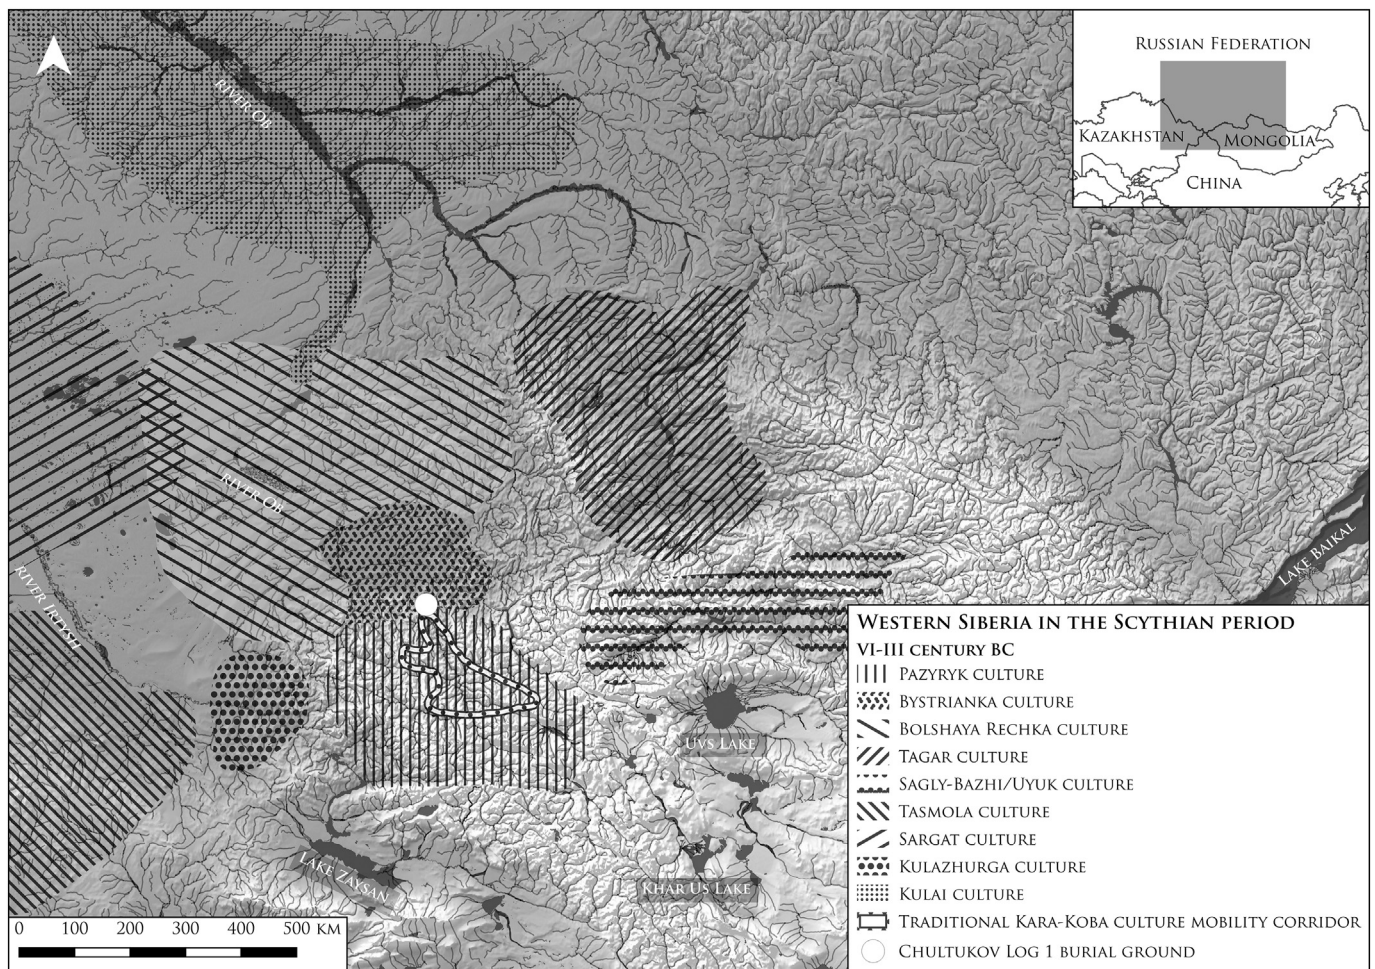 RUSSIAN FEDERATION
KAZAKHSTAN
MONGOLIA
CHINA
RIVER OB
RIVER OB
RIVER IRTYSH
LAKE BAIKAL
UVS LAKE
LAKE ZAYSAN
KHAR US LAKE
WESTERN SIBERIA IN THE SCYTHIAN PERIOD
VI-III CENTURY BC
PAZYRYK CULTURE
BYSTRIANKA CULTURE
BOLSHAYA RECHKA CULTURE
TAGAR CULTURE
SAGLY-BAZHI/UYUK CULTURE
TASMOLA CULTURE
SARGAT CULTURE
KULAZHURGA CULTURE
KULAI CULTURE
TRADITIONAL KARA-KOBA CULTURE MOBILITY CORRIDOR
CHULTUKOV LOG 1 BURIAL GROUND
0 100 200 300 400 500 KM